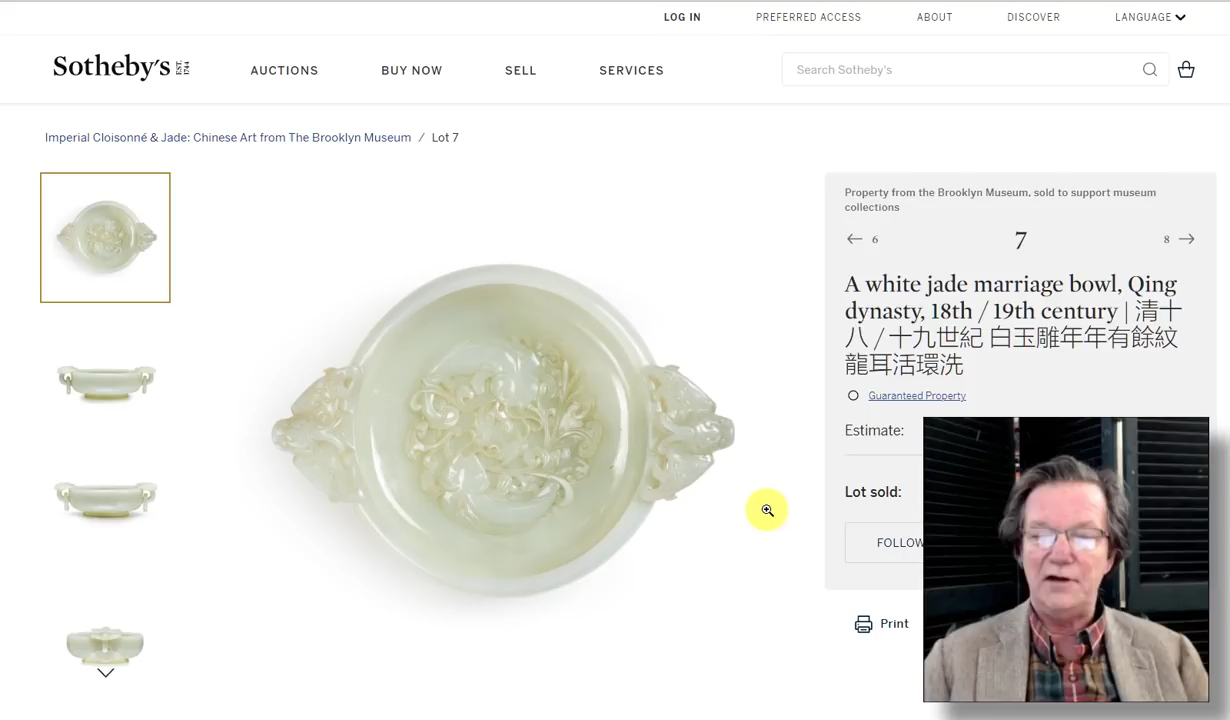 LOG IN
PREFERRED ACCESS
ABOUT
DISCOVER
LANGUAGE
Sotheby's EST. 1744
AUCTIONS
BUY NOW
SELL
SERVICES
Search Sotheby's
Imperial Cloisonné & Jade: Chinese Art from The Brooklyn Museum / Lot 7
Property from the Brooklyn Museum, sold to support museum
collections
6
7
8
A white jade marriage bowl, Qing
dynasty, 18th / 19th century | 清十
八 / 十九世紀 白玉雕年年有餘紋
龍耳活環洗
Guaranteed Property
Estimate:
Lot sold:
FOLLOW
Print